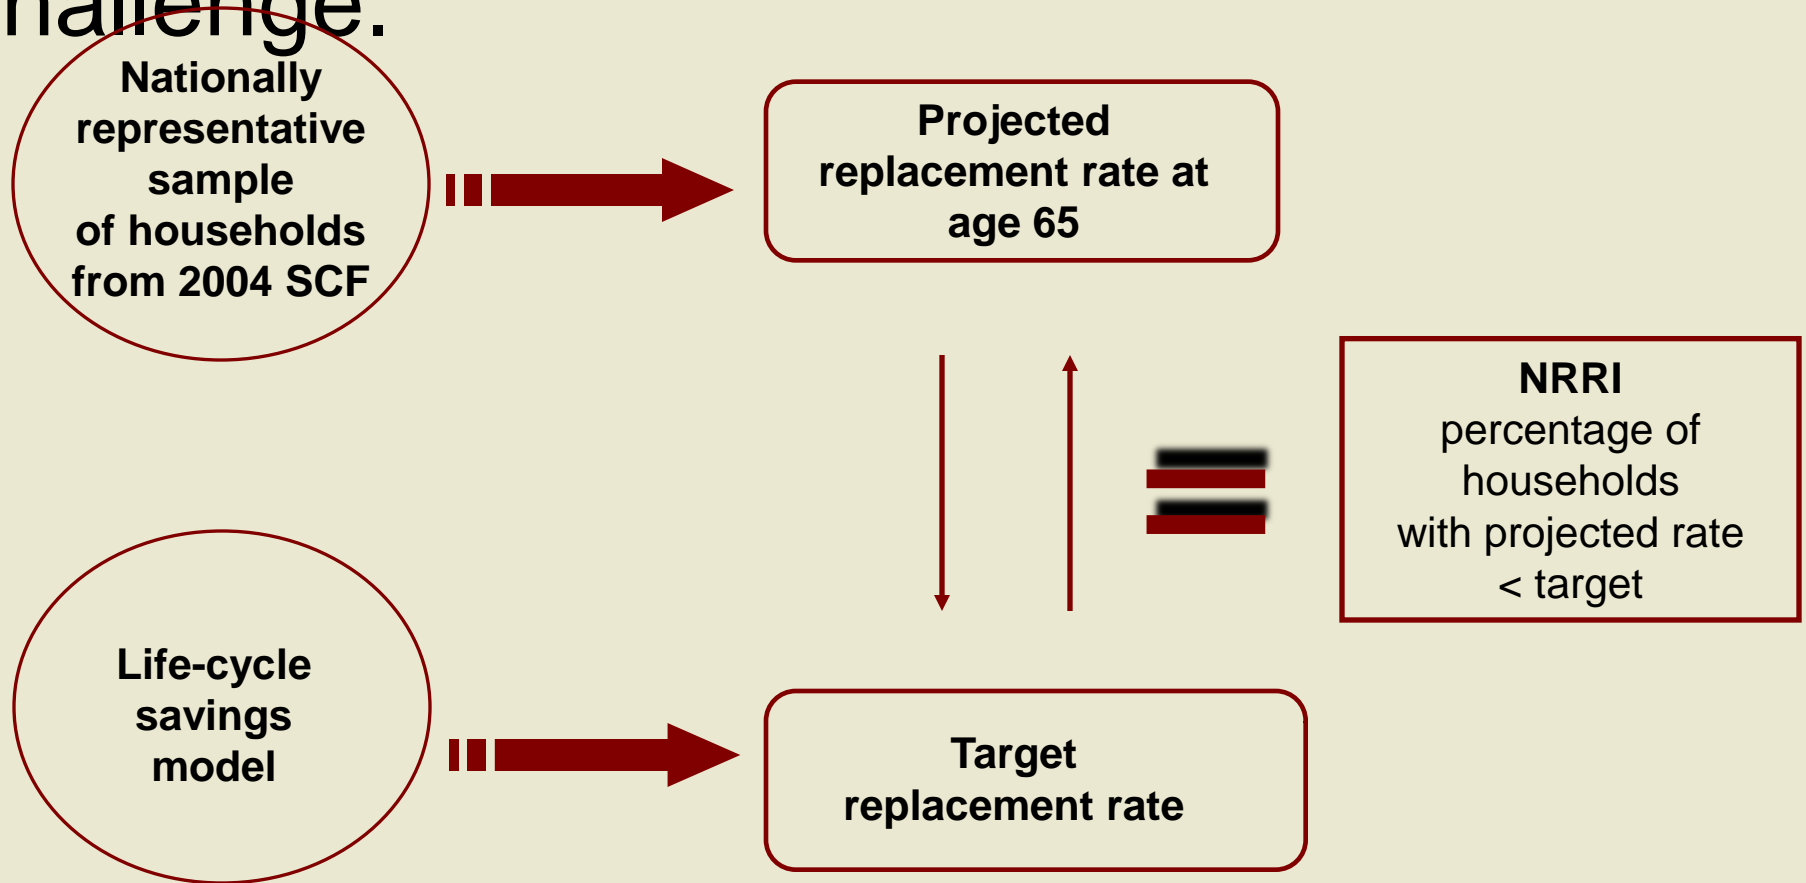 hallenge.
Nationally
representative
sample
of households
from 2004 SCF
Projected
replacement rate at
age 65
NRRI
percentage of
households
with projected rate
< target
Life-cycle
savings
model
Target
replacement rate